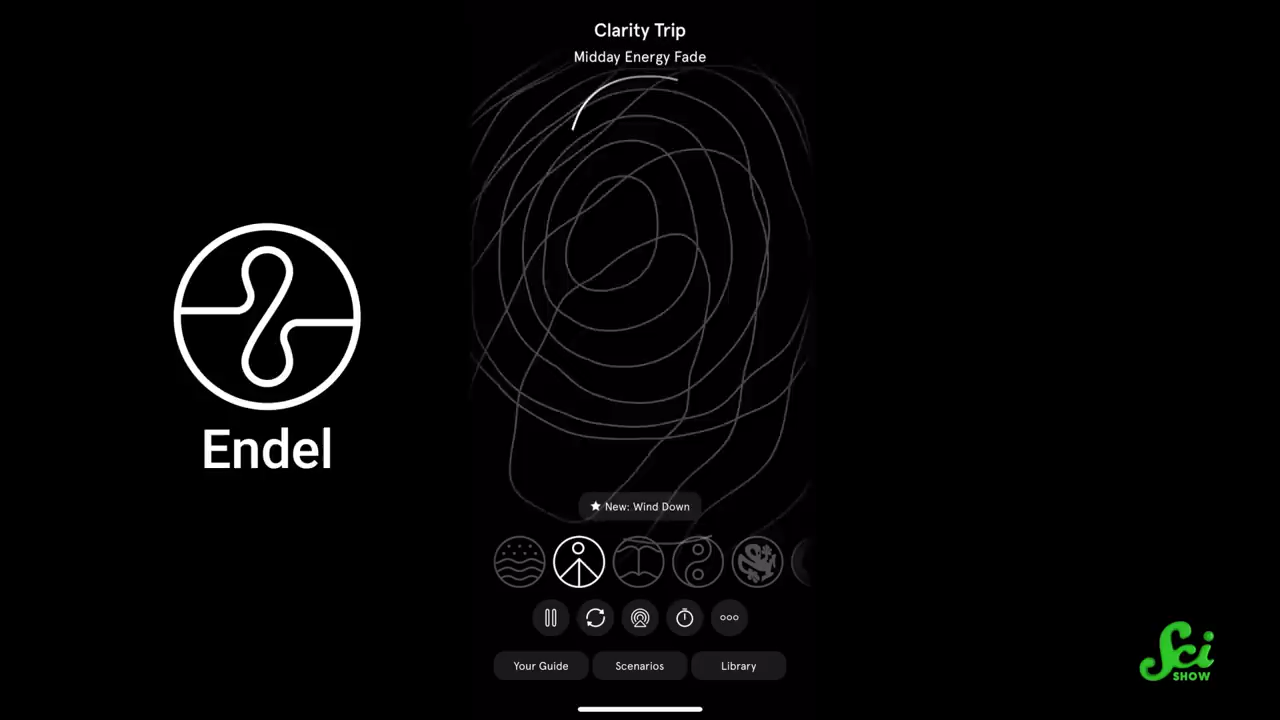 Clarity Trip
Midday Energy Fade
Endel
New: Wind Down
Your Guide
Scenarios
Library
Sci
SHOW